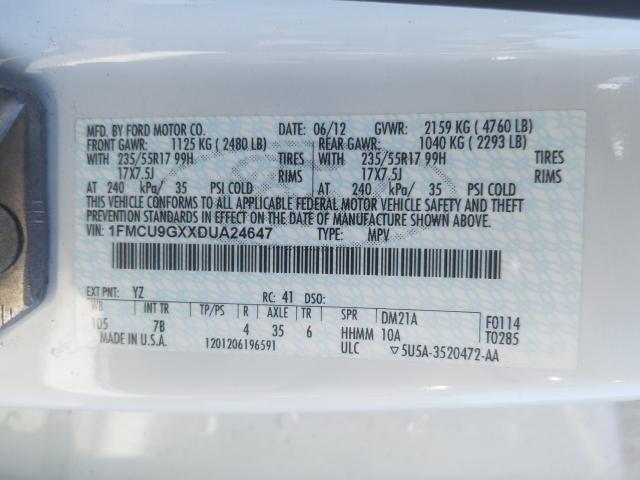 MFD. BY FORD MOTOR CO. DATE: 06/12 GVWR: 2159 KG ( 4760 LB)
FRONT GAWR: 1125 KG ( 2480 LB) REAR GAWR: 1040 KG ( 2293 LB)
WITH 235/55R17 99H TIRES WITH 235/55R17 99H TIRES
17X7.5J RIMS 17X7.5J RIMS
AT 240 kPa/ 35 PSI COLD AT 240 kPa/ 35 PSI COLD
THIS VEHICLE CONFORMS TO ALL APPLICABLE FEDERAL MOTOR VEHICLE SAFETY AND THEFT
PREVENTION STANDARDS IN EFFECT ON THE DATE OF MANUFACTURE SHOWN ABOVE.
VIN: 1FMCU9GXXDUA24647 TYPE: MPV
EXT PNT: YZ RC: 41 DSO:
WB INT TR TP/PS R AXLE TR SPR DM21A F0114
105 7B 4 35 6 HHMM 10A T0285
MADE IN U.S.A. 1201206196591 ULC ▽5U5A-3520472-AA